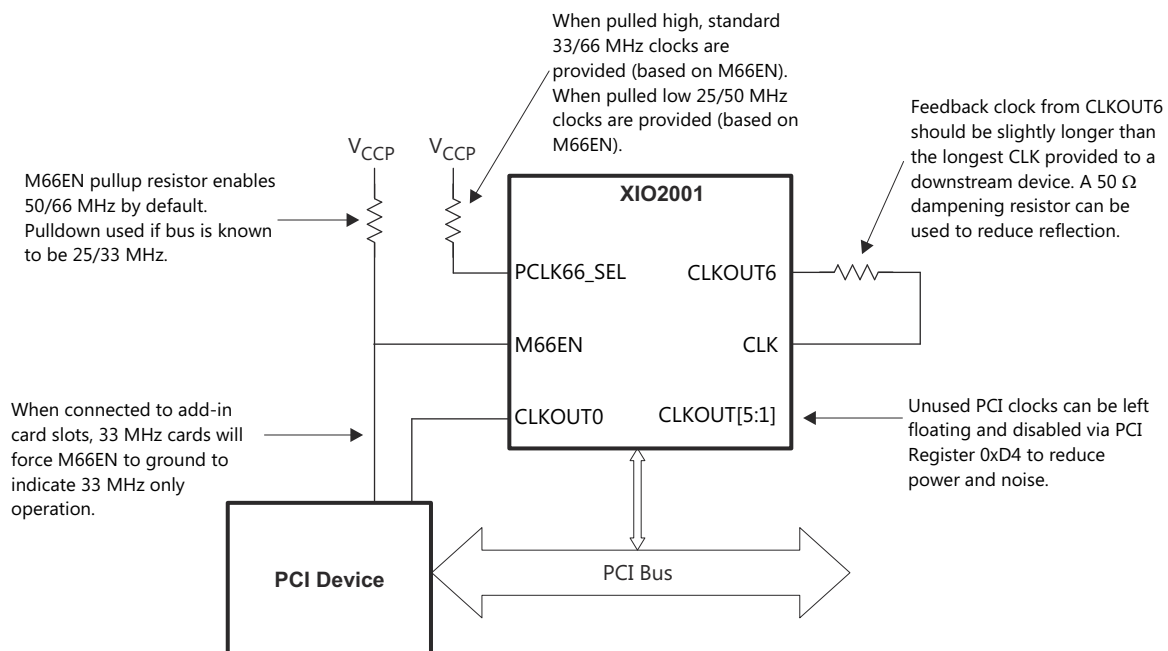 When pulled high, standard
33/66 MHz clocks are
provided (based on M66EN).
When pulled low 25/50 MHz
clocks are provided (based on
M66EN).
Feedback clock from CLKOUT6
should be slightly longer than
the longest CLK provided to a
downstream device. A 50 Ω
dampening resistor can be
used to reduce reflection.
VCCP
VCCP
M66EN pullup resistor enables
50/66 MHz by default.
Pulldown used if bus is known
to be 25/33 MHz.
XIO2001
PCLK66_SEL
CLKOUT6
M66EN
CLK
CLKOUT0
CLKOUT[5:1]
When connected to add-in
card slots, 33 MHz cards will
force M66EN to ground to
indicate 33 MHz only
operation.
Unused PCI clocks can be left
floating and disabled via PCI
Register 0xD4 to reduce
power and noise.
PCI Device
PCI Bus